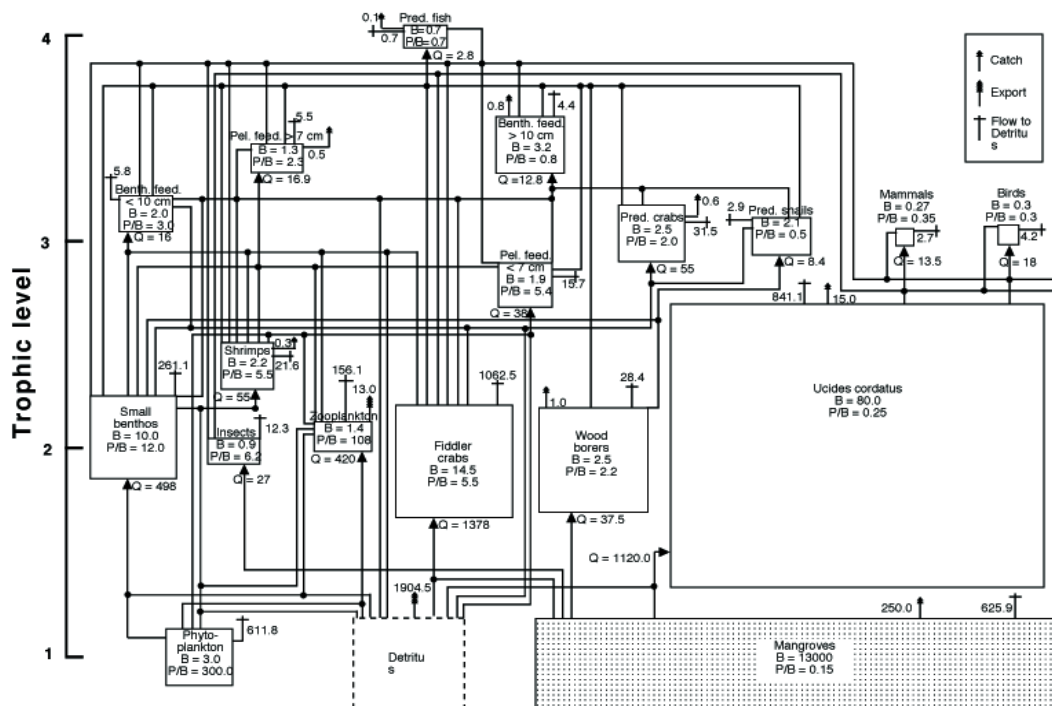 Trophic level
4
3
2
1
0.1
Pred. fish
B = 0.7
P/B = 0.7
0.7
Q = 2.8
Catch
Export
Flow to
Detritu
s
5.5
Pel. feed. > 7 cm
B = 1.3
P/B = 2.3
0.5
Q = 16.9
0.8
4.4
Benth. feed.
> 10 cm
B = 3.2
P/B = 0.8
Q =12.8
5.8
Benth. feed.
< 10 cm
B = 2.0
P/B = 3.0
Q = 16
0.6
Pred. crabs
B = 2.5
P/B = 2.0
31.5
Q = 55
2.9
Pred. snails
B = 2.1
P/B = 0.5
Q = 8.4
Mammals
B = 0.27
P/B = 0.35
2.7
Q = 13.5
Birds
B = 0.3
P/B = 0.3
4.2
Q = 18
Pel. feed.
< 7 cm
B = 1.9
P/B = 5.4
15.7
Q = 38
841.1
15.0
0.3
Shrimps
B = 2.2
P/B = 5.5
21.6
Q = 55
261.1
Small
benthos
B = 10.0
P/B = 12.0
Q = 498
12.3
Insects
B = 0.9
P/B = 6.2
Q = 27
156.1
13.0
Zooplankton
B = 1.4
P/B = 108
Q = 420
1062.5
Fiddler
crabs
B = 14.5
P/B = 5.5
Q = 1378
1.0
28.4
Wood
borers
B = 2.5
P/B = 2.2
Q = 37.5
Ucides cordatus
B = 80.0
P/B = 0.25
Q = 1120.0
611.8
Phyto-
plankton
B = 3.0
P/B = 300.0
1904.5
Detritu
s
250.0
625.9
Mangroves
B = 13000
P/B = 0.15